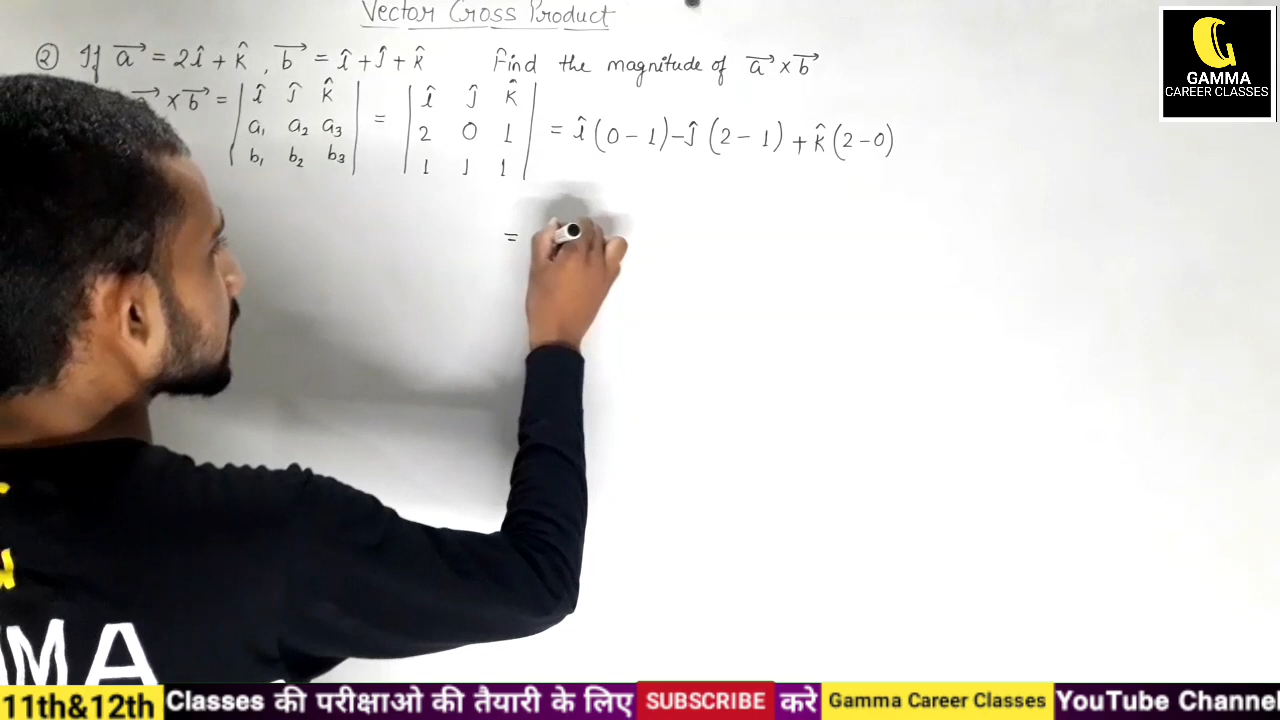 Vector Cross Product
② If a⃗ = 2î + k̂ , b⃗ = î + ĵ + k̂ Find the magnitude of a⃗ × b⃗
a⃗ × b⃗ = | î ĵ k̂ | = | î ĵ k̂ | = î (0 - 1) - ĵ (2 - 1) + k̂ (2 - 0)
a₁ a₂ a₃ 2 0 1
b₁ b₂ b₃ 1 1 1
=
GAMMA
CAREER CLASSES
MMA
11th&12th Classes की परीक्षाओ की तैयारी के लिए SUBSCRIBE करे Gamma Career Classes YouTube Channel